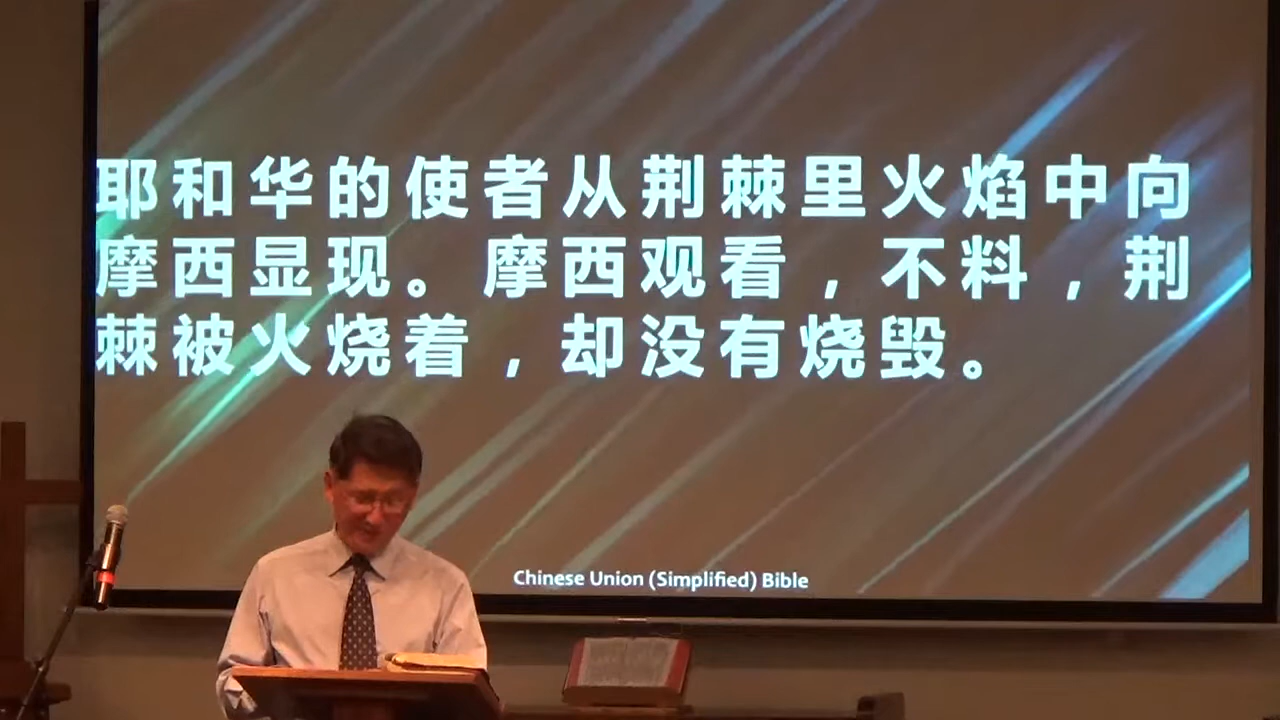 耶和华的使者从荆棘里火焰中向
摩西显现。摩西观看，不料，荆
棘被火烧着，却没有烧毁。
Chinese Union (Simplified) Bible